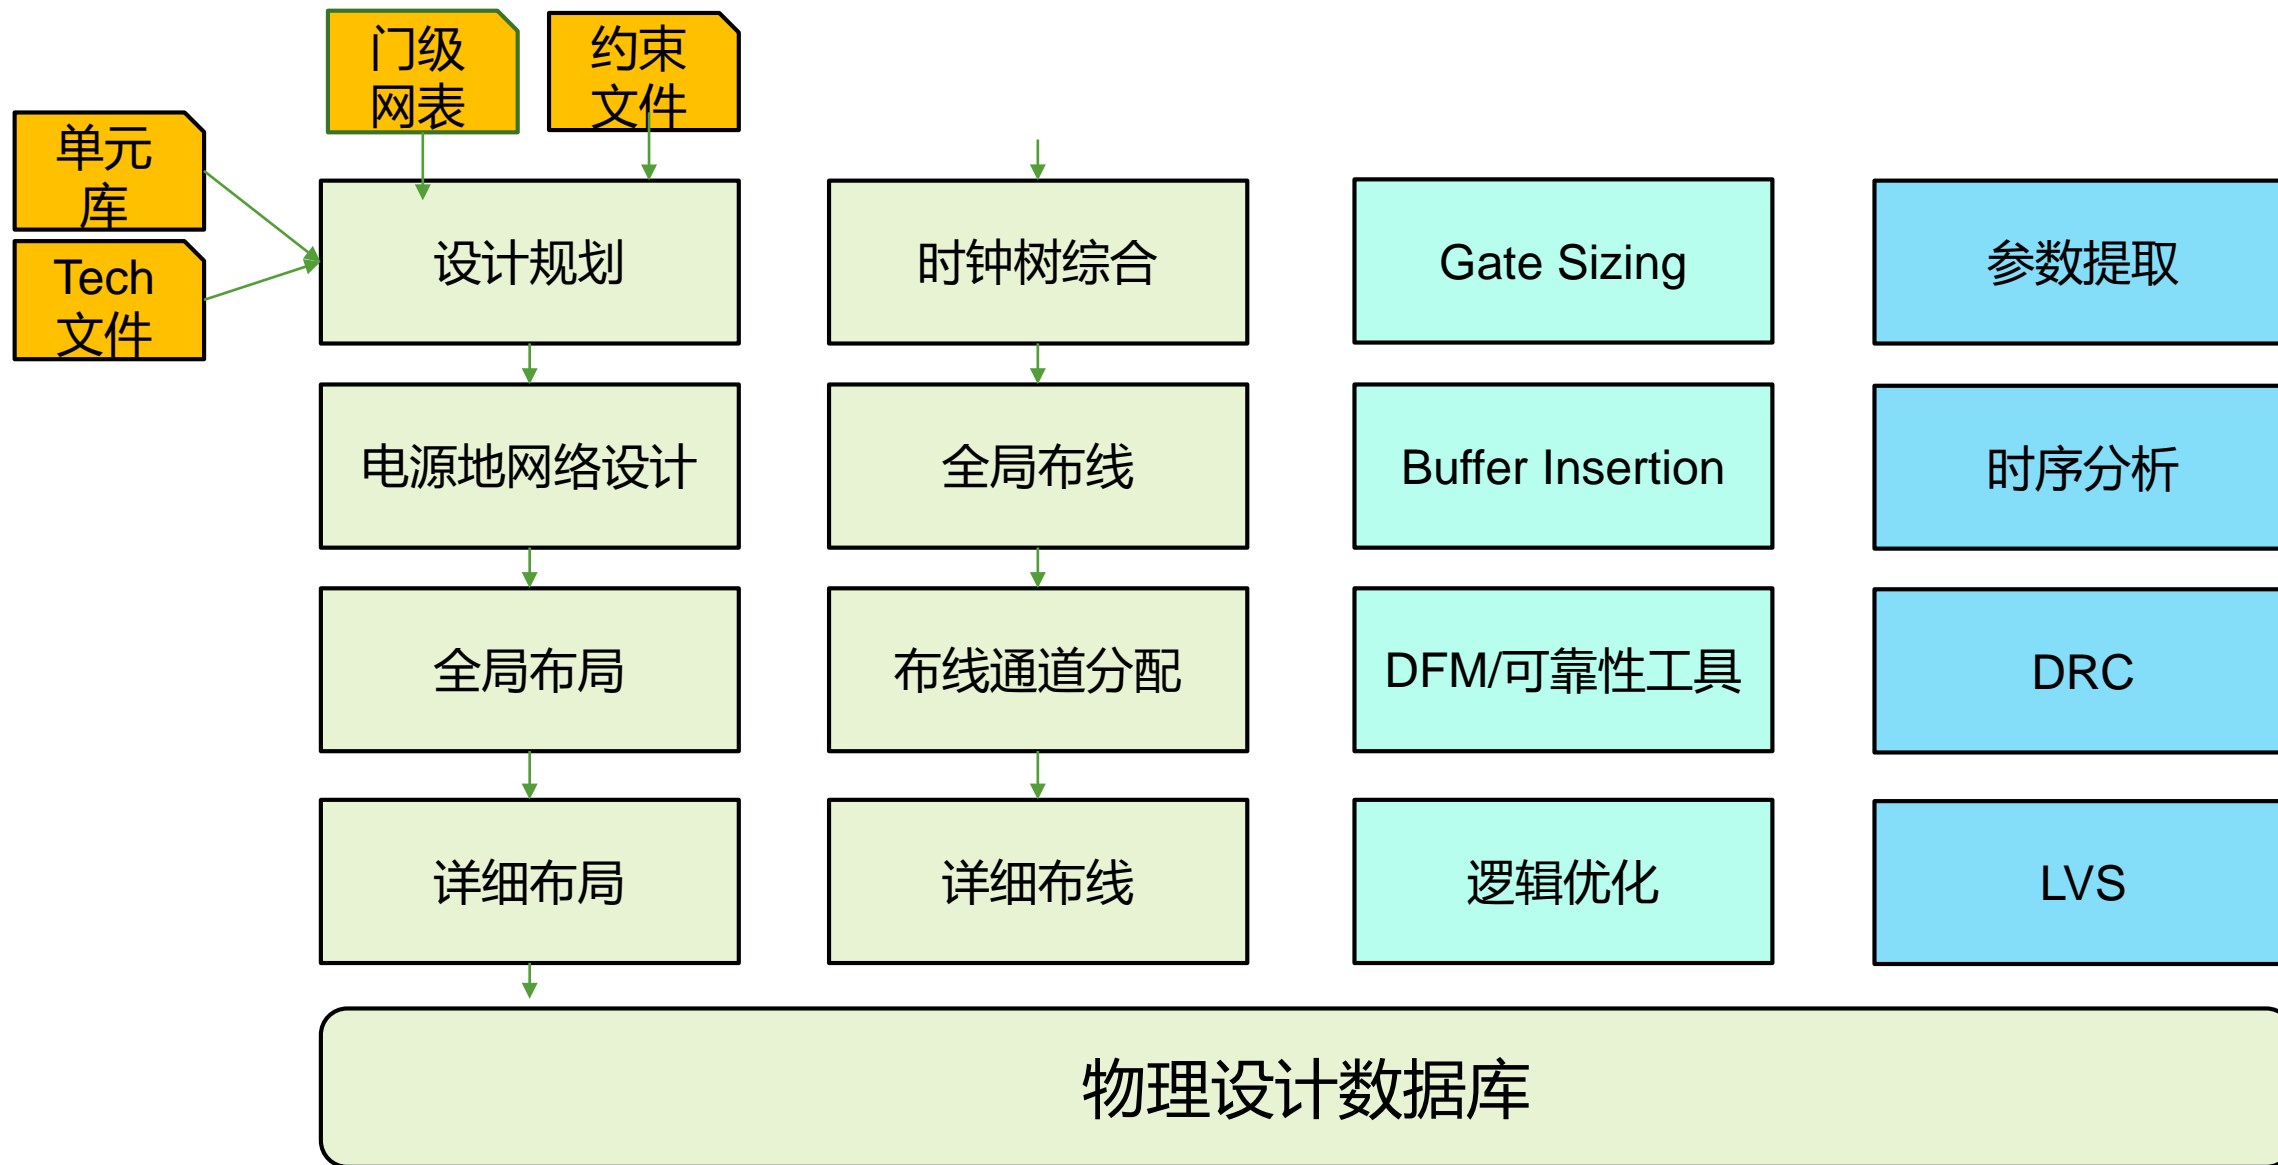 门级
网表
约束
文件
单元
库
Tech
文件
设计规划
时钟树综合
Gate Sizing
参数提取
电源地网络设计
全局布线
Buffer Insertion
时序分析
全局布局
布线通道分配
DFM/可靠性工具
DRC
详细布局
详细布线
逻辑优化
LVS
物理设计数据库